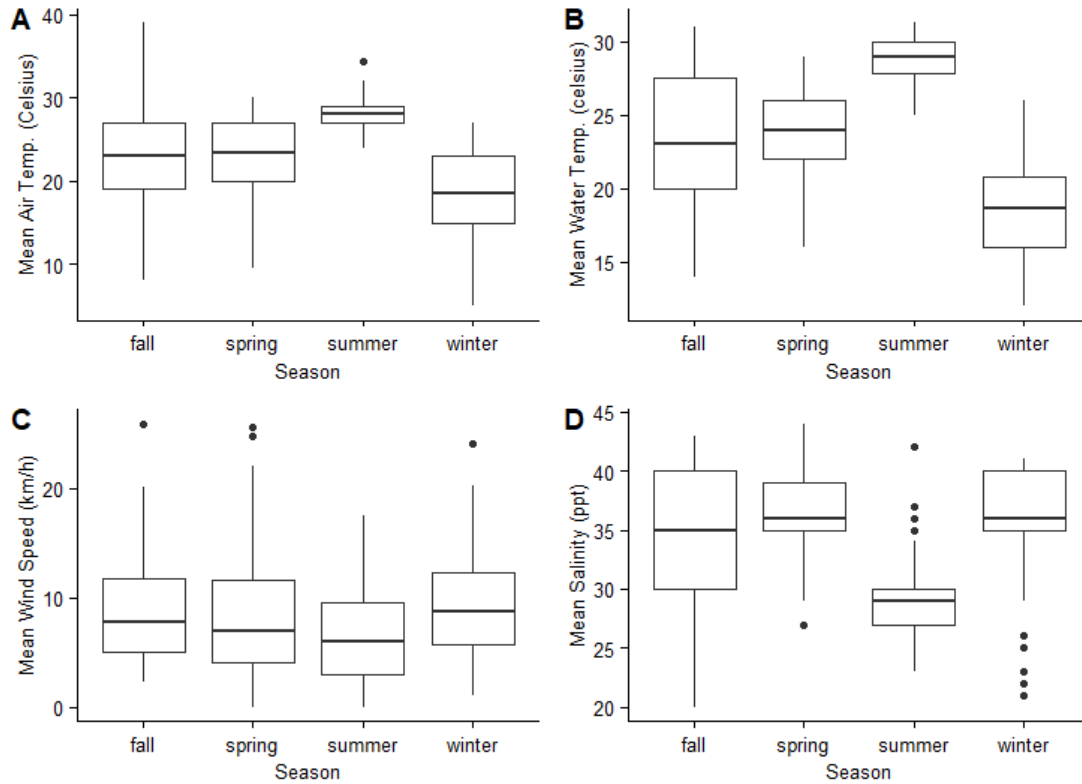 A
Mean Air Temp. (Celsius)
40
30
20
10
fall spring summer winter
Season
B
Mean Water Temp. (celsius)
30
25
20
15
fall spring summer winter
Season
C
Mean Wind Speed (km/h)
20
10
0
fall spring summer winter
Season
D
Mean Salinity (ppt)
45
40
35
30
25
20
fall spring summer winter
Season